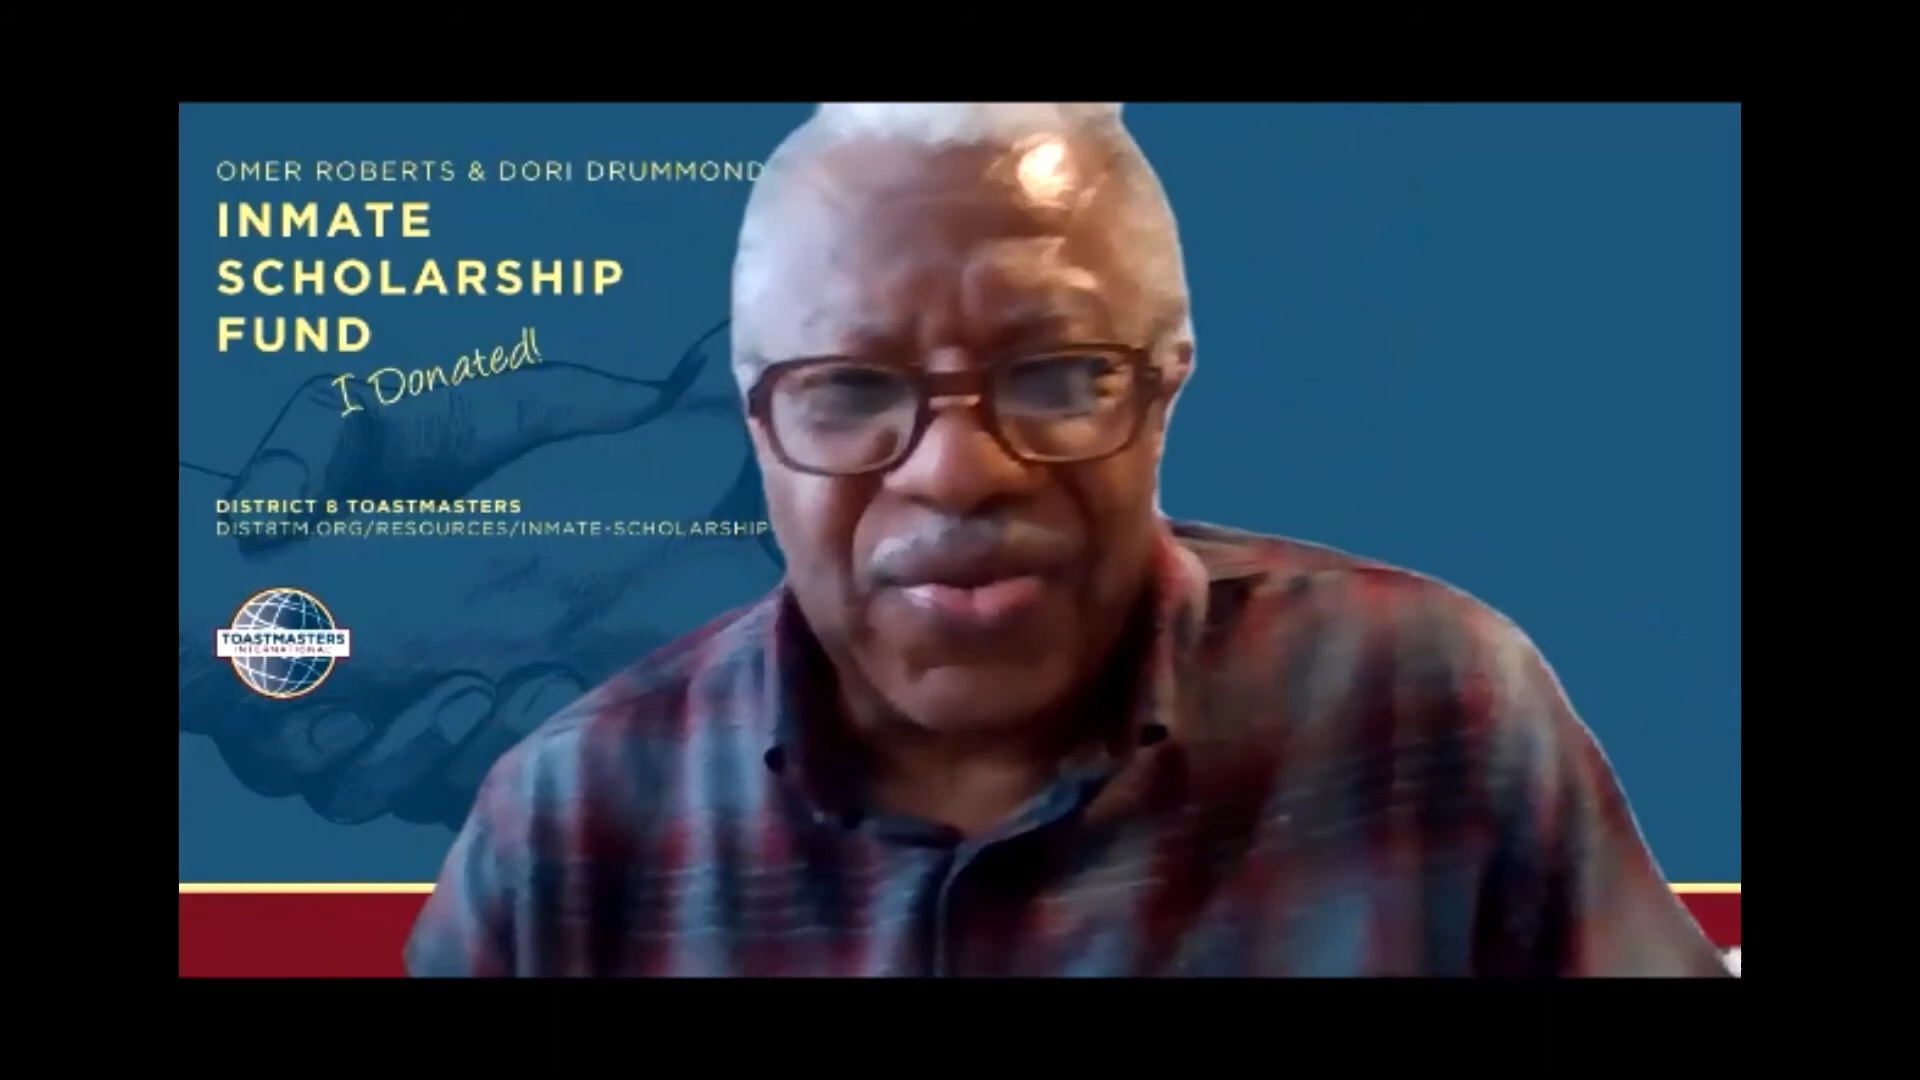 OMER ROBERTS & DORI DRUMMOND
INMATE
SCHOLARSHIP
FUND
I Donated!
DISTRICT 8 TOASTMASTERS
DIST8TM.ORG/RESOURCES/INMATE-SCHOLARSHIP
TOASTMASTERS
INTERNATIONAL